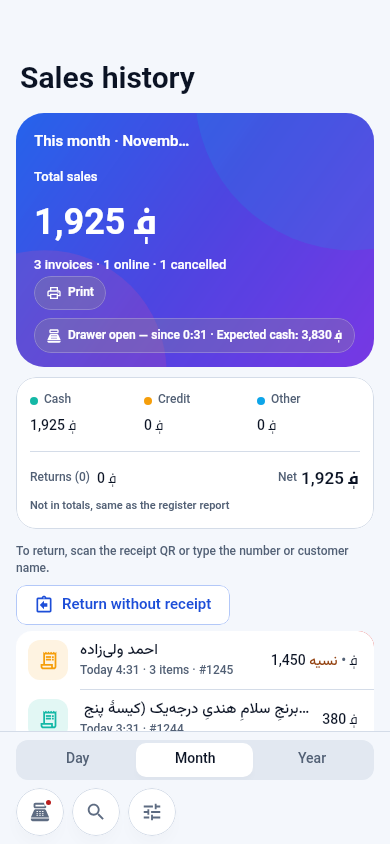 Sales history
This month · Novemb…
Total sales
1,925 ؋
3 invoices · 1 online · 1 cancelled
Print
Drawer open — since 0:31 · Expected cash: 3,830 ؋
Cash
Credit
Other
1,925 ؋
0 ؋
0 ؋
Returns (0) 0 ؋
Net 1,925 ؋
Not in totals, same as the register report
To return, scan the receipt QR or type the number or customer
name.
Return without receipt
احمد ولی‌زاده
1,450 ؋ • نسیه
Today 4:31 · 3 items · #1245
برنجِ سلامِ هندیِ درجه‌یک (کیسهٔ پنج…
380 ؋
Today 3:31 · #1244
Day
Month
Year